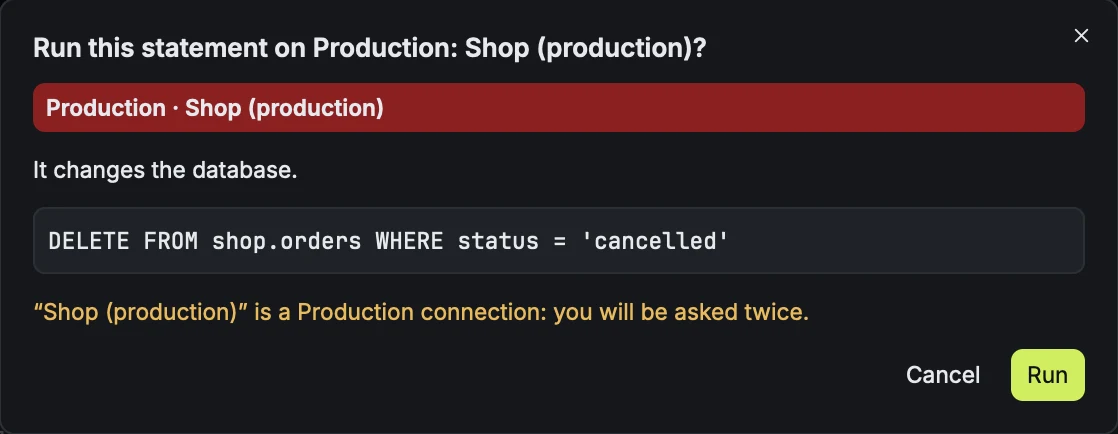 Run this statement on Production: Shop (production)?
Production · Shop (production)
It changes the database.
DELETE FROM shop.orders WHERE status = 'cancelled'
“Shop (production)” is a Production connection: you will be asked twice.
Cancel
Run